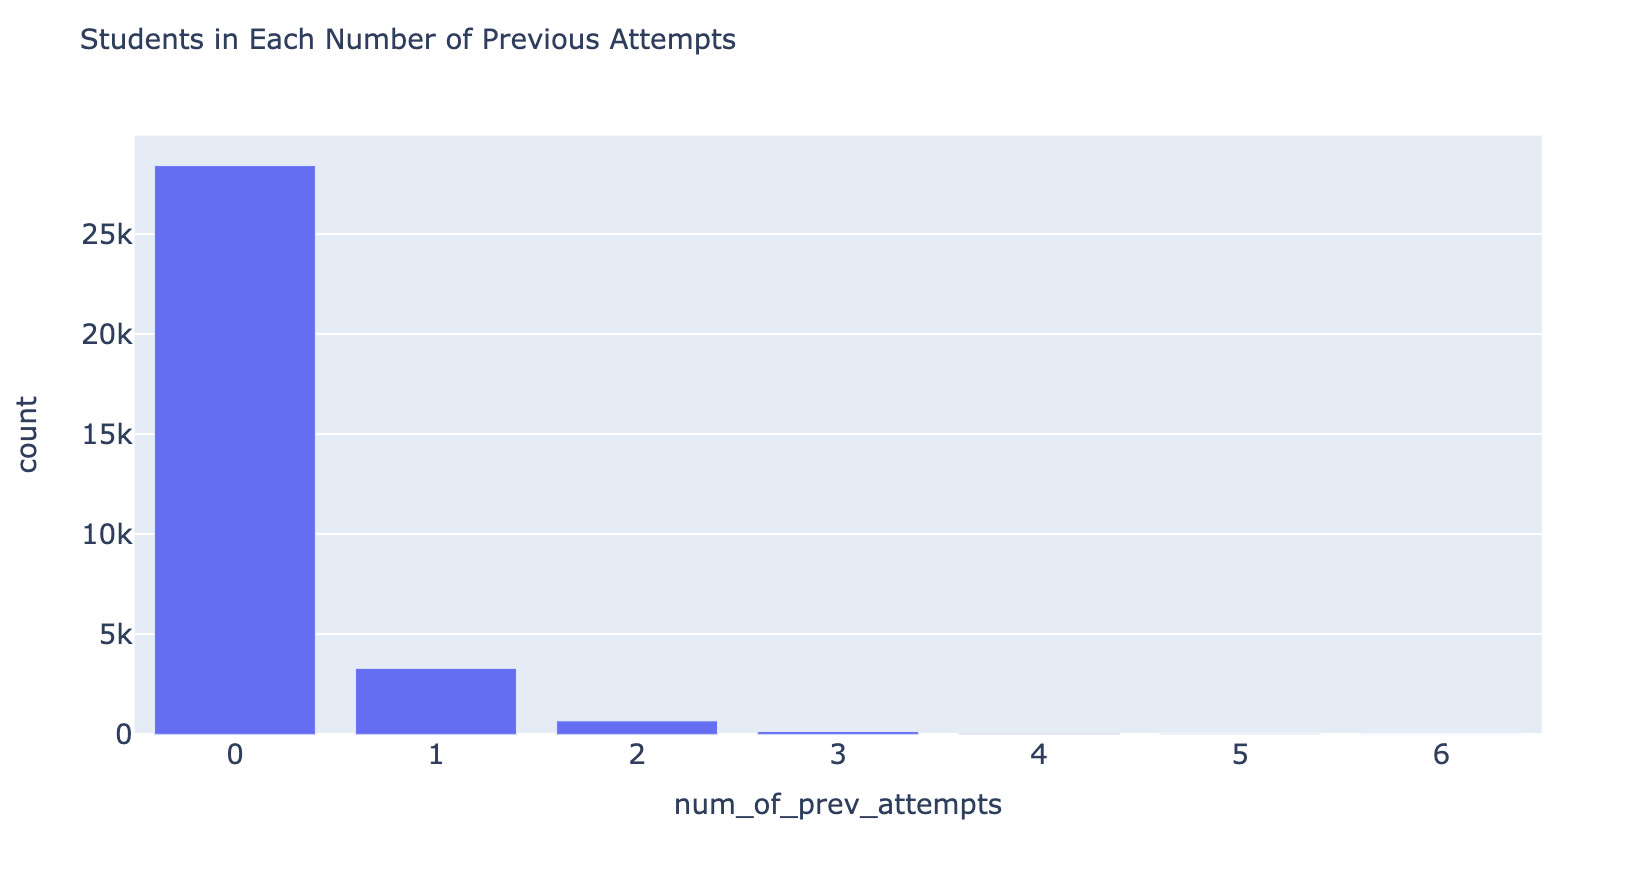 Students in Each Number of Previous Attempts
count
25k
20k
15k
10k
5k
0
0 1 2 3 4 5 6
num_of_prev_attempts